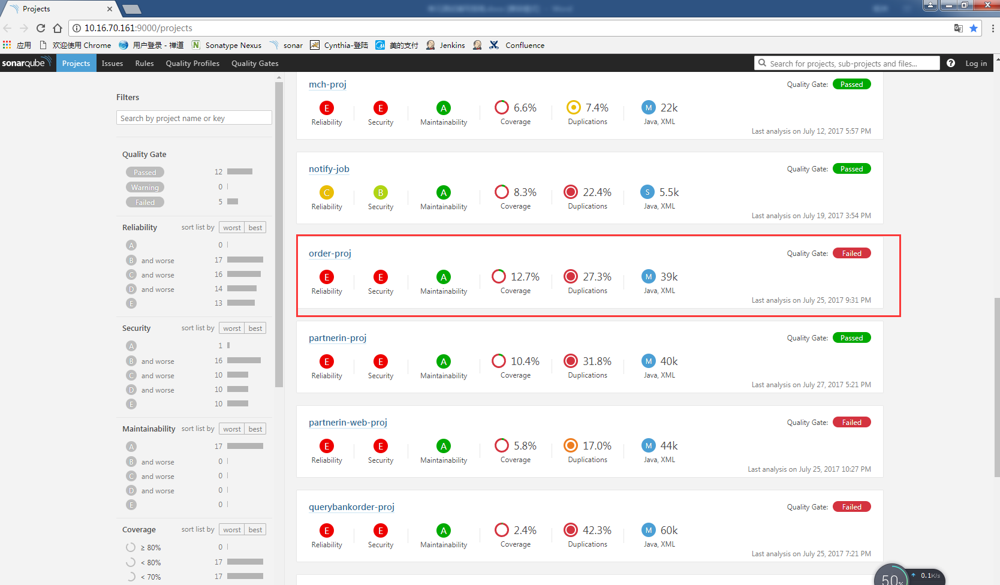 Projects
10.16.70.161:9000/projects
应用 欢迎使用 Chrome 用户登录 - 禅道 N Sonatype Nexus sonar Cynthia-登陆 美的支付 Jenkins Confluence
sonarqube Projects Issues Rules Quality Profiles Quality Gates Search for projects, sub-projects and files... ? Log in
Filters
Search by project name or key
Quality Gate
Passed 12
Warning 0
Failed 5
Reliability sort list by worst best
A 0
B and worse 17
C and worse 16
D and worse 14
E 13
Security sort list by worst best
A 1
B and worse 16
C and worse 10
D and worse 10
E 10
Maintainability sort list by worst best
A 17
B and worse 0
C and worse 0
D and worse 0
E 0
Coverage sort list by worst best
≥ 80% 0
< 80% 17
< 70% 17
mch-proj Quality Gate: Passed
E E A 6.6% 7.4% M 22k
Reliability Security Maintainability Coverage Duplications Java, XML
Last analysis on July 12, 2017 5:57 PM
notify-job Quality Gate: Passed
C B A 8.3% 22.4% S 5.5k
Reliability Security Maintainability Coverage Duplications Java, XML
Last analysis on July 19, 2017 3:54 PM
order-proj Quality Gate: Failed
E E A 12.7% 27.3% M 39k
Reliability Security Maintainability Coverage Duplications Java, XML
Last analysis on July 25, 2017 9:31 PM
partnerin-proj Quality Gate: Passed
E E A 10.4% 31.8% M 40k
Reliability Security Maintainability Coverage Duplications Java, XML
Last analysis on July 27, 2017 5:21 PM
partnerin-web-proj Quality Gate: Failed
E E A 5.8% 17.0% M 44k
Reliability Security Maintainability Coverage Duplications Java, XML
Last analysis on July 25, 2017 10:27 PM
querybankorder-proj Quality Gate: Failed
E E A 2.4% 42.3% M 60k
Reliability Security Maintainability Coverage Duplications Java, XML
Last analysis on July 25, 2017 7:21 PM
50% 0.1K/s